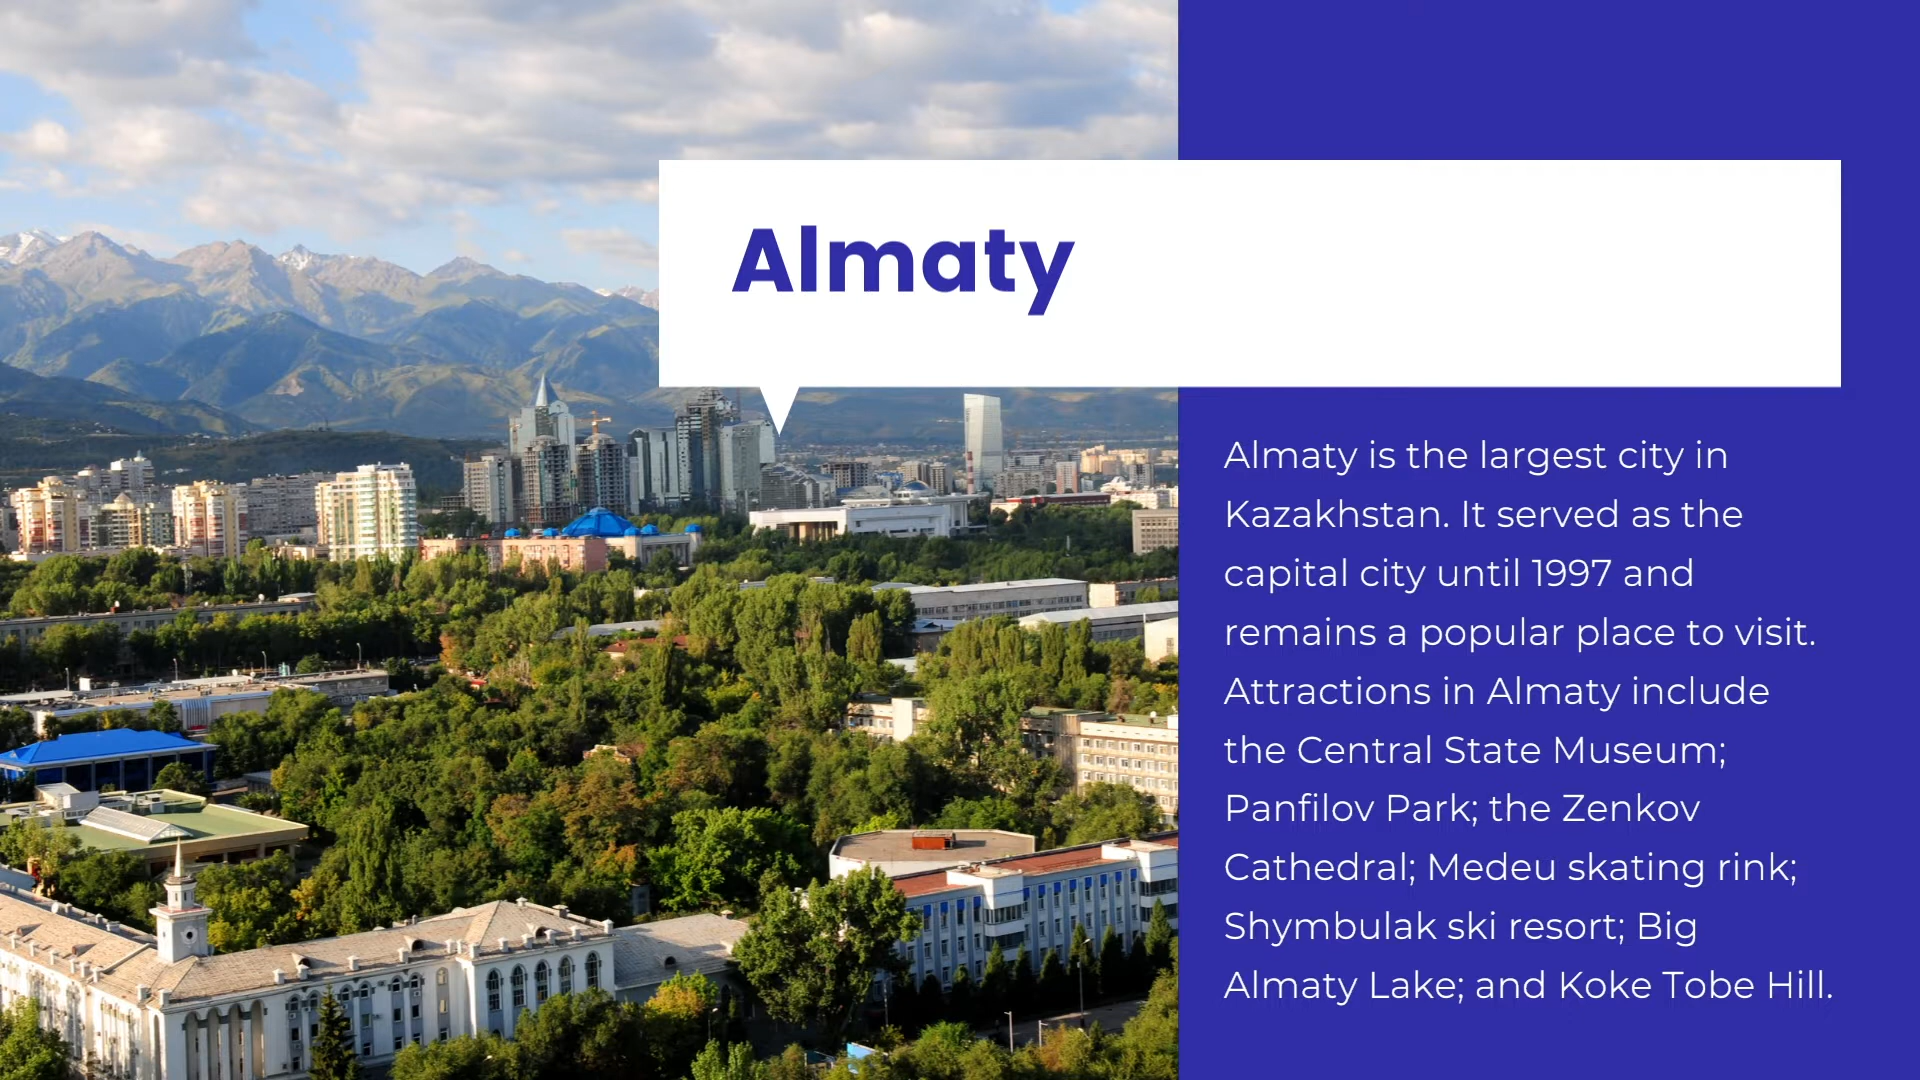 Almaty
Almaty is the largest city in
Kazakhstan. It served as the
capital city until 1997 and
remains a popular place to visit.
Attractions in Almaty include
the Central State Museum;
Panfilov Park; the Zenkov
Cathedral; Medeu skating rink;
Shymbulak ski resort; Big
Almaty Lake; and Koke Tobe Hill.